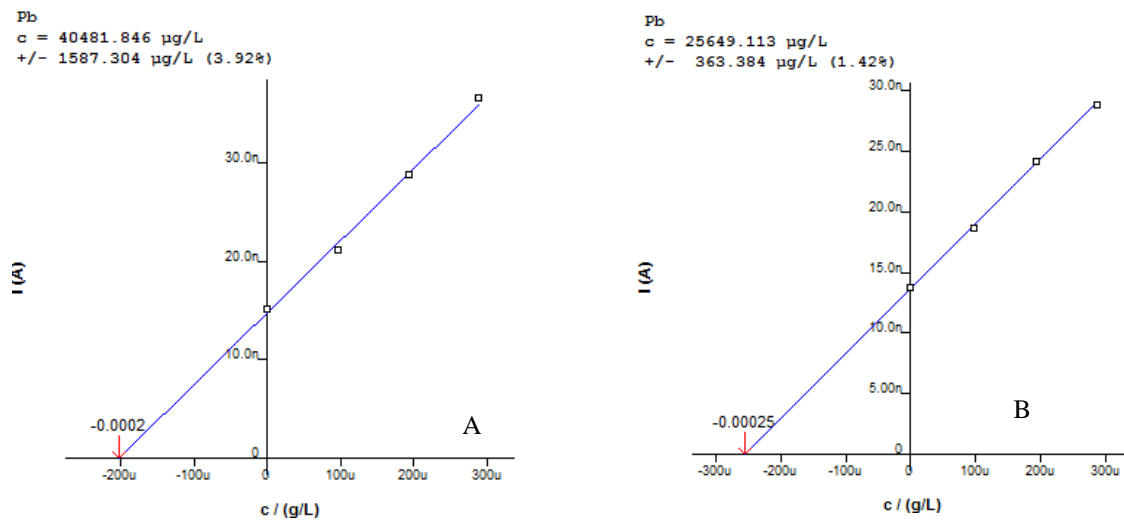 Pb
c = 40481.846 µg/L
+/- 1587.304 µg/L (3.92%)
30.0n
20.0n
10.0n
0
I (A)
-0.0002
A
-200u
-100u
0
100u
200u
300u
c / (g/L)
Pb
c = 25649.113 µg/L
+/- 363.384 µg/L (1.42%)
30.0n
25.0n
20.0n
15.0n
10.0n
5.00n
0
I (A)
-0.00025
B
-300u
-200u
-100u
0
100u
200u
300u
c / (g/L)